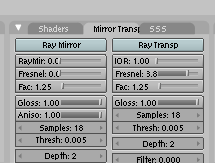 Shaders Mirror Transp SSS
Ray Mirror Ray Transp
RayMir: 0.0 IOR: 1.00
Fresnel: 0.0 Fresnel: 3.8
Fac: 1.25 Fac: 1.25
Gloss: 1.00 Gloss: 1.00
Aniso: 1.00 Samples: 18
Samples: 18 Thresh: 0.005
Thresh: 0.005
Depth: 2 Depth: 2
Filter: 0.000